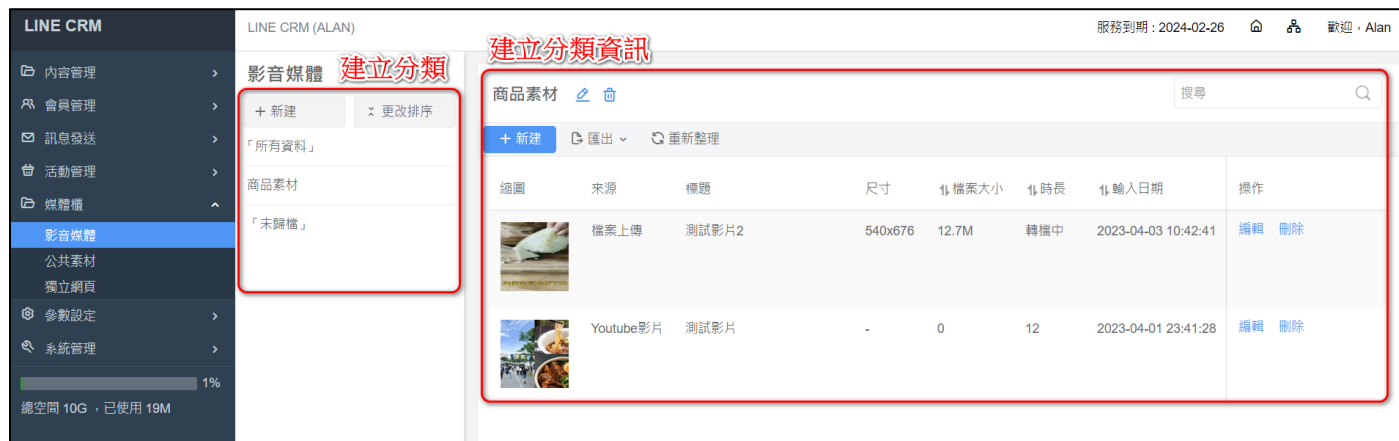 LINE CRM
LINE CRM (ALAN)
服務到期 : 2024-02-26
歡迎，Alan
內容管理
會員管理
訊息發送
活動管理
媒體櫃
影音媒體
公共素材
獨立網頁
參數設定
系統管理
1%
總空間 10G ，已使用 19M
影音媒體
建立分類
+ 新建
更改排序
「所有資料」
商品素材
「未歸檔」
建立分類資訊
商品素材
搜尋
+ 新建 匯出 重新整理
縮圖 來源 標題 尺寸 檔案大小 時長 輸入日期 操作
檔案上傳 測試影片2 540x676 12.7M 轉檔中 2023-04-03 10:42:41 編輯 刪除
Youtube影片 測試影片 - 0 12 2023-04-01 23:41:28 編輯 刪除